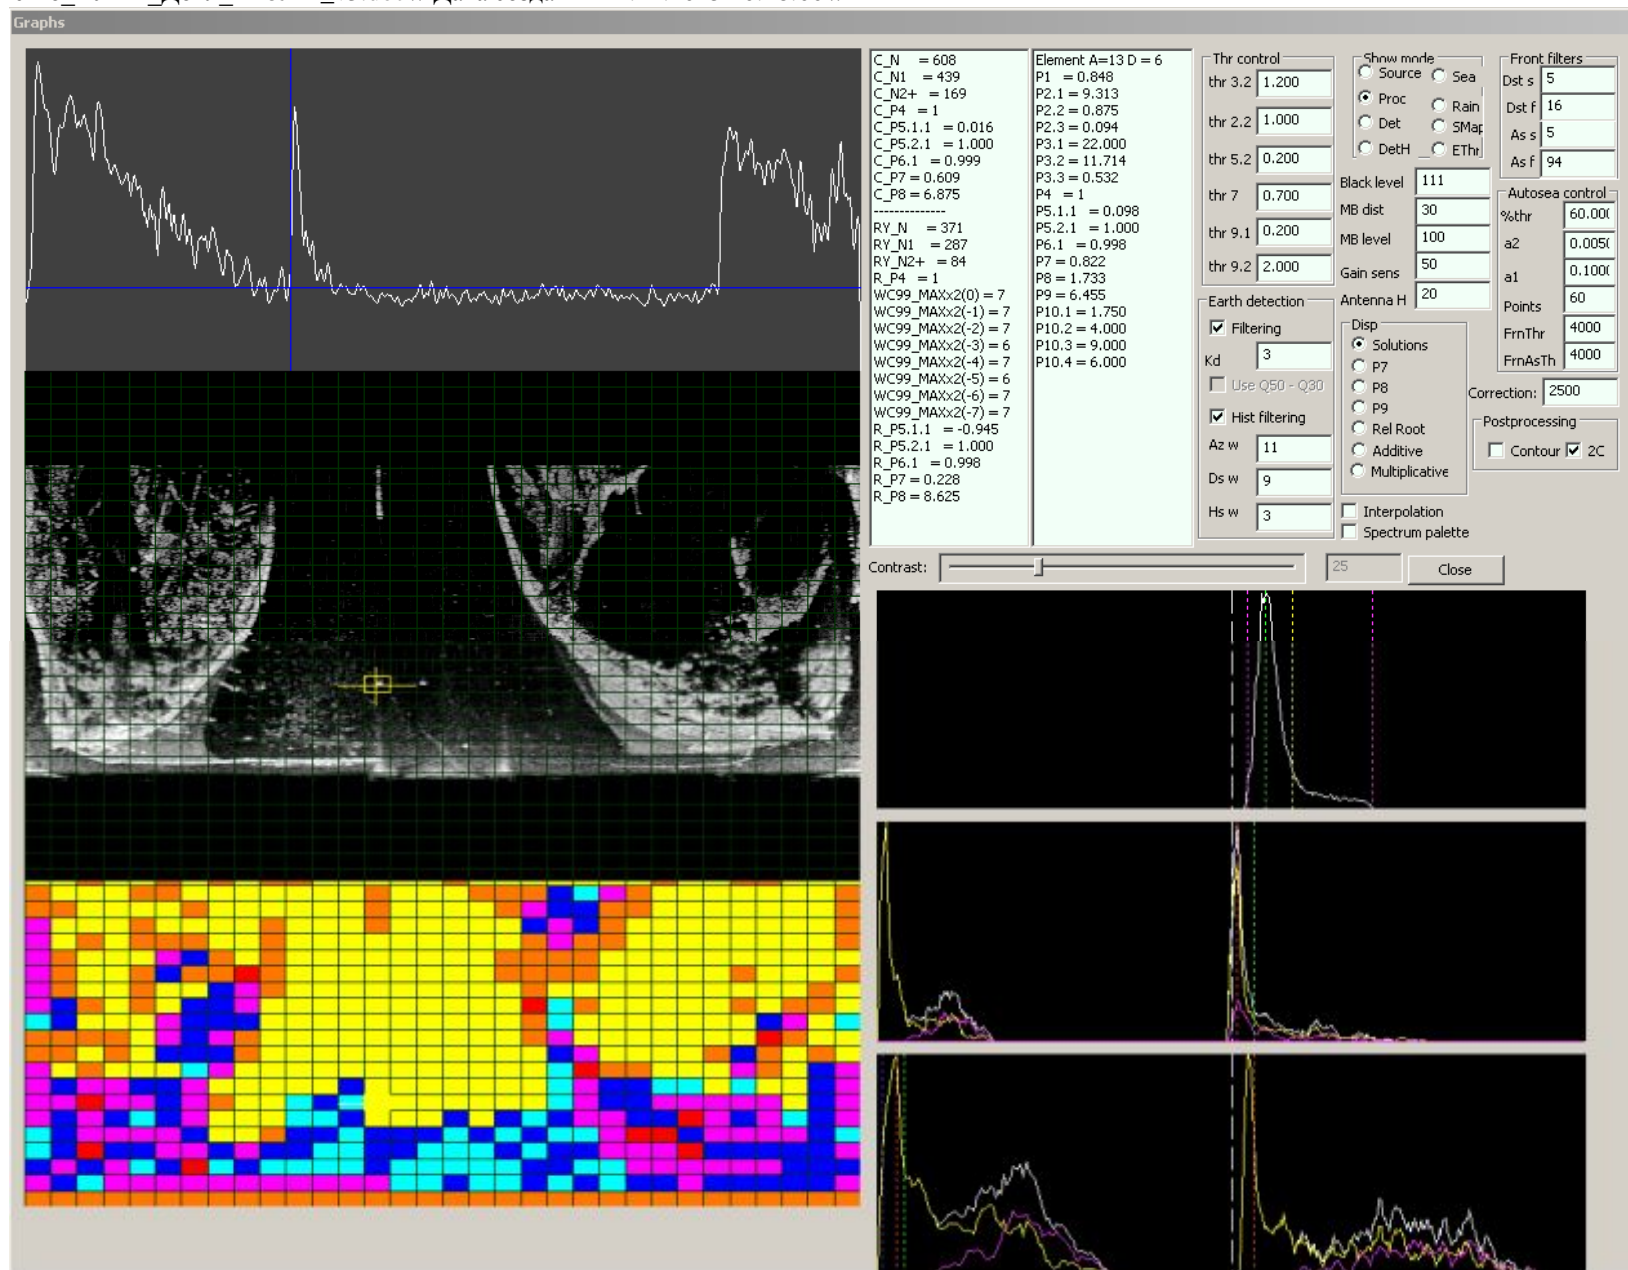 Graphs
C_N = 608
C_N1 = 439
C_N2+ = 169
C_P4 = 1
C_P5.1.1 = 0.016
C_P5.2.1 = 1.000
C_P6.1 = 0.999
C_P7 = 0.609
C_P8 = 6.875
--------------
RY_N = 371
RY_N1 = 287
RY_N2+ = 84
R_P4 = 1
WC99_MAXx2(0) = 7
WC99_MAXx2(-1) = 7
WC99_MAXx2(-2) = 7
WC99_MAXx2(-3) = 6
WC99_MAXx2(-4) = 7
WC99_MAXx2(-5) = 6
WC99_MAXx2(-6) = 7
WC99_MAXx2(-7) = 7
R_P5.1.1 = -0.945
R_P5.2.1 = 1.000
R_P6.1 = 0.998
R_P7 = 0.228
R_P8 = 8.625
Element A=13 D = 6
P1 = 0.848
P2.1 = 9.313
P2.2 = 0.875
P2.3 = 0.094
P3.1 = 22.000
P3.2 = 11.714
P3.3 = 0.532
P4 = 1
P5.1.1 = 0.098
P5.2.1 = 1.000
P6.1 = 0.998
P7 = 0.822
P8 = 1.733
P9 = 6.455
P10.1 = 1.750
P10.2 = 4.000
P10.3 = 9.000
P10.4 = 6.000
Thr control
thr 3.2 1.200
thr 2.2 1.000
thr 5.2 0.200
thr 7 0.700
thr 9.1 0.200
thr 9.2 2.000
Earth detection
Filtering
Kd 3
Use Q50 - Q30
Hist filtering
Az w 11
Ds w 9
Hs w 3
Show mode
Source Sea
Proc Rain
Det SMap
DetH EThr
Black level 111
MB dist 30
MB level 100
Gain sens 50
Antenna H 20
Disp
Solutions
P7
P8
P9
Rel Root
Additive
Multiplicative
Interpolation
Spectrum palette
Front filters
Dst s 5
Dst f 16
As s 5
As f 94
Autosea control
%thr 60.00(
a2 0.005(
a1 0.100(
Points 60
FrnThr 4000
FrnAsTh 4000
Correction: 2500
Postprocessing
Contour 2C
Contrast: 25 Close